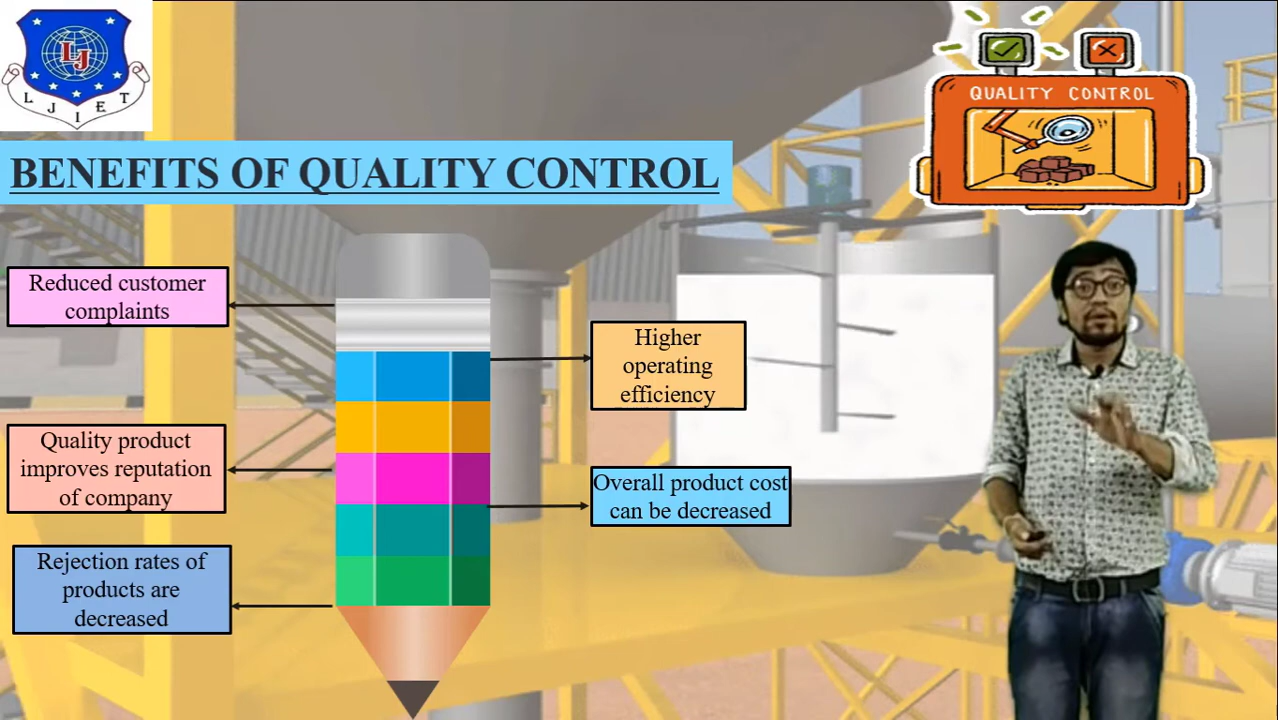 LJ
LJIET
QUALITY CONTROL
BENEFITS OF QUALITY CONTROL
Reduced customer
complaints
Higher
operating
efficiency
Quality product
improves reputation
of company
Overall product cost
can be decreased
Rejection rates of
products are
decreased